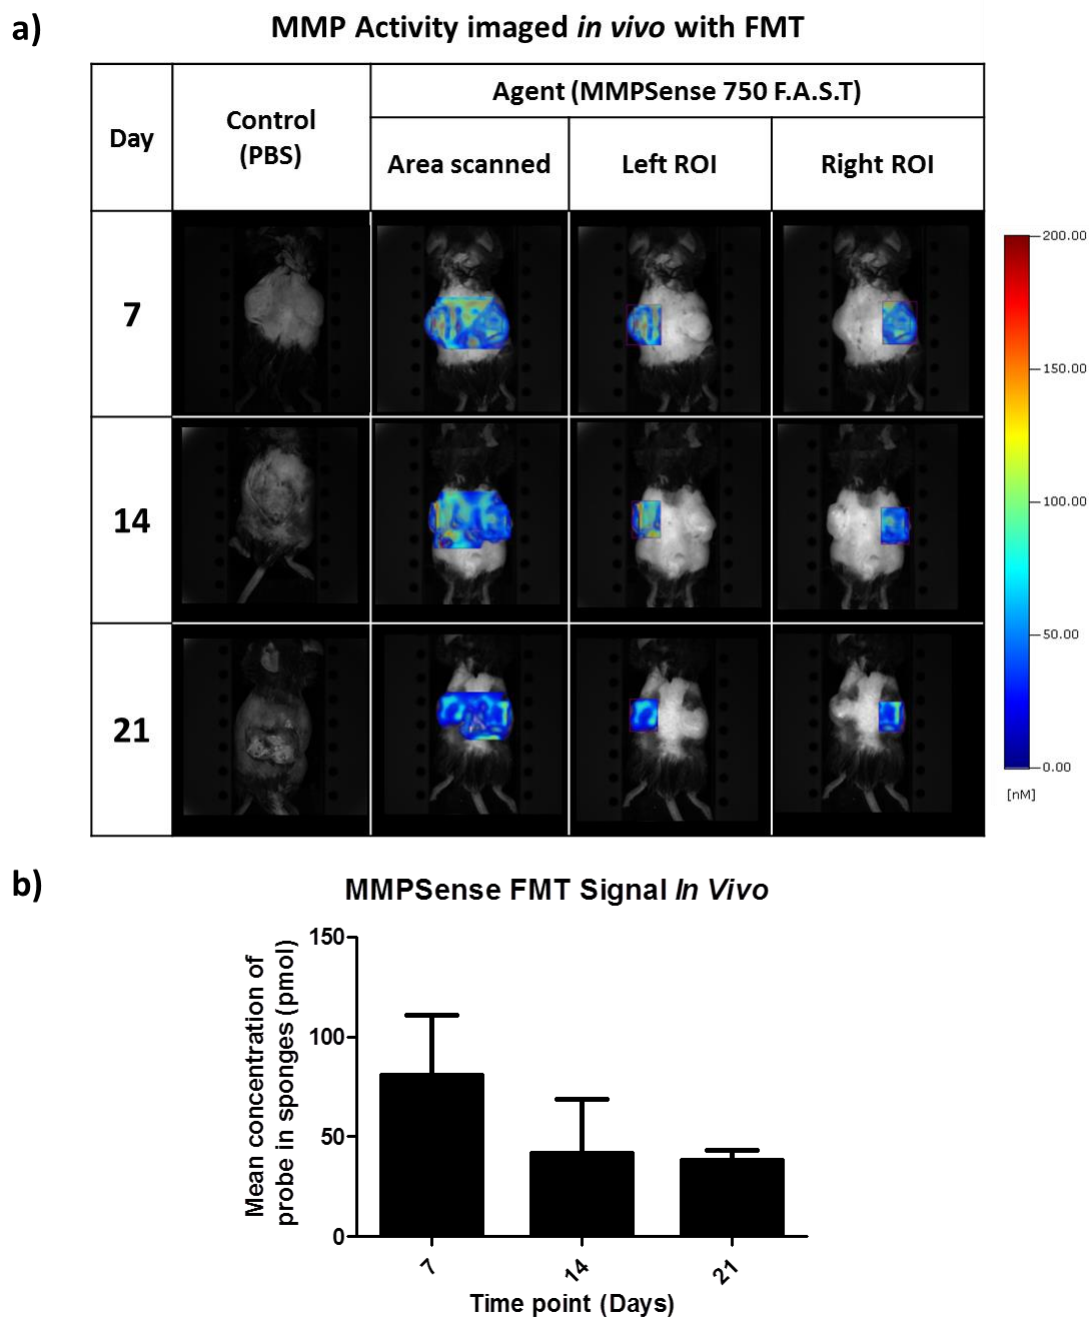 a)
MMP Activity imaged in vivo with FMT
Day
Control
(PBS)
Agent (MMPSense 750 F.A.S.T)
Area scanned
Left ROI
Right ROI
7
14
21
200.00
150.00
100.00
50.00
0.00
[nM]
b)
MMPSense FMT Signal In Vivo
Mean concentration of
probe in sponges (pmol)
150
100
50
0
7
14
21
Time point (Days)